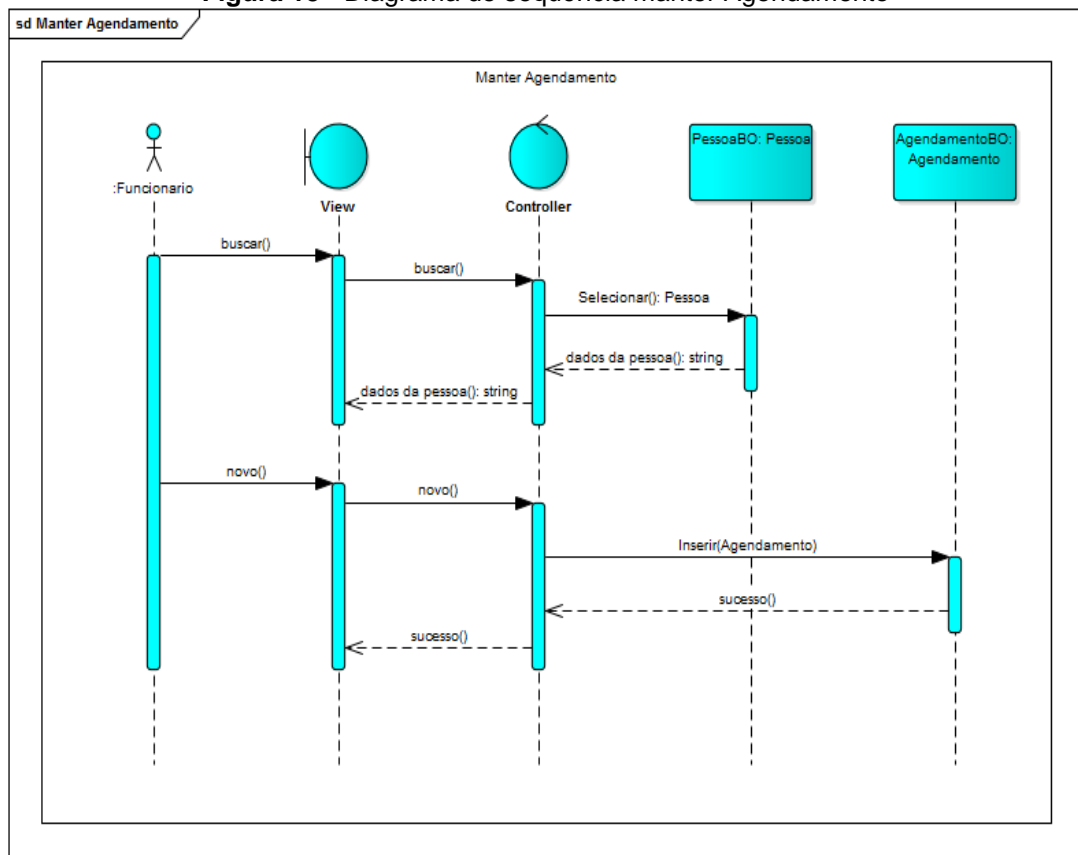 sd Manter Agendamento
Manter Agendamento
:Funcionario
View
Controller
PessoaBO: Pessoa
AgendamentoBO:
Agendamento
buscar()
buscar()
Selecionar(): Pessoa
dados da pessoa(): string
dados da pessoa(): string
novo()
novo()
Inserir(Agendamento)
sucesso()
sucesso()